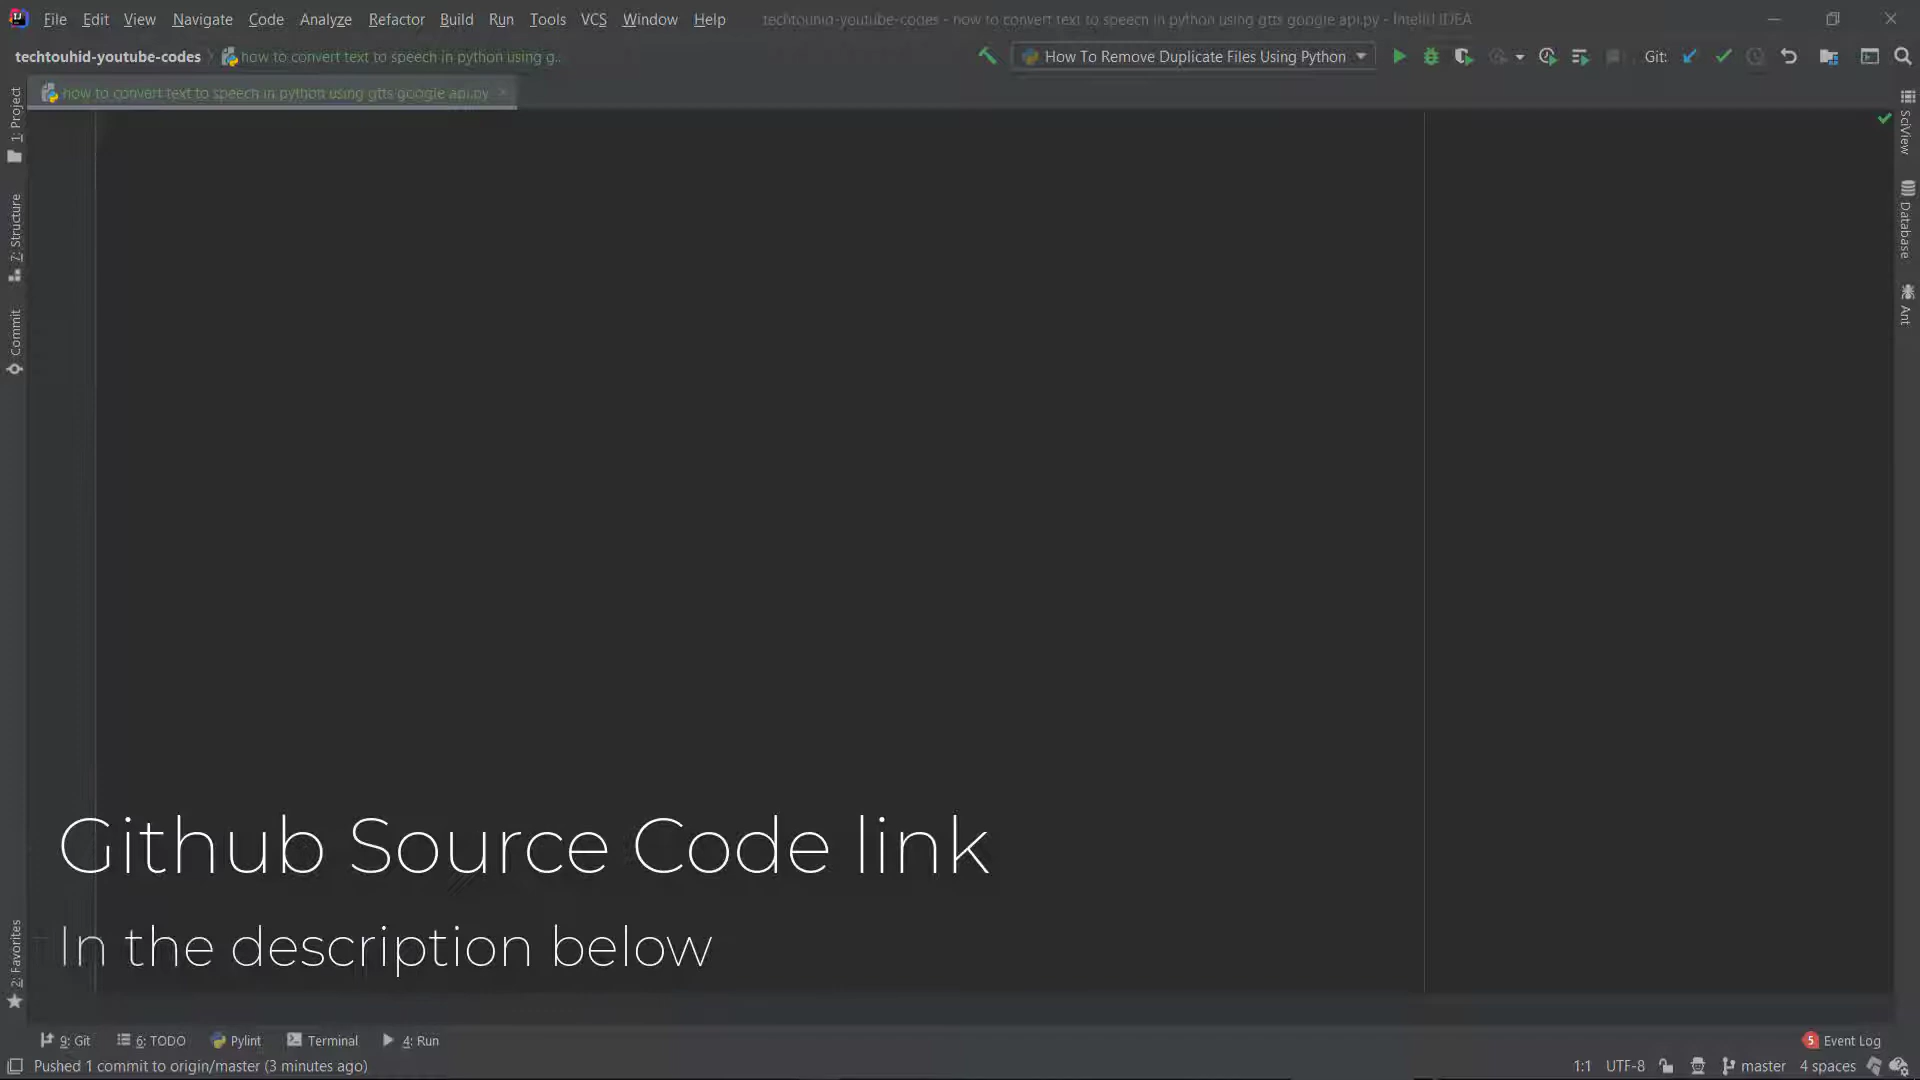 File Edit View Navigate Code Analyze Refactor Build Run Tools VCS Window Help techtouhid-youtube-codes - how to convert text to speech in python using gtts google api.py - IntelliJ IDEA
techtouhid-youtube-codes how to convert text to speech in python using g.. How To Remove Duplicate Files Using Python Git:
how to convert text to speech in python using gtts google api.py
1: Project
7: Structure
Commit
2: Favorites
SciView
Database
Ant
Github Source Code link
In the description below
9: Git 6: TODO Pylint Terminal 4: Run 5 Event Log
Pushed 1 commit to origin/master (3 minutes ago) 1:1 UTF-8 master 4 spaces